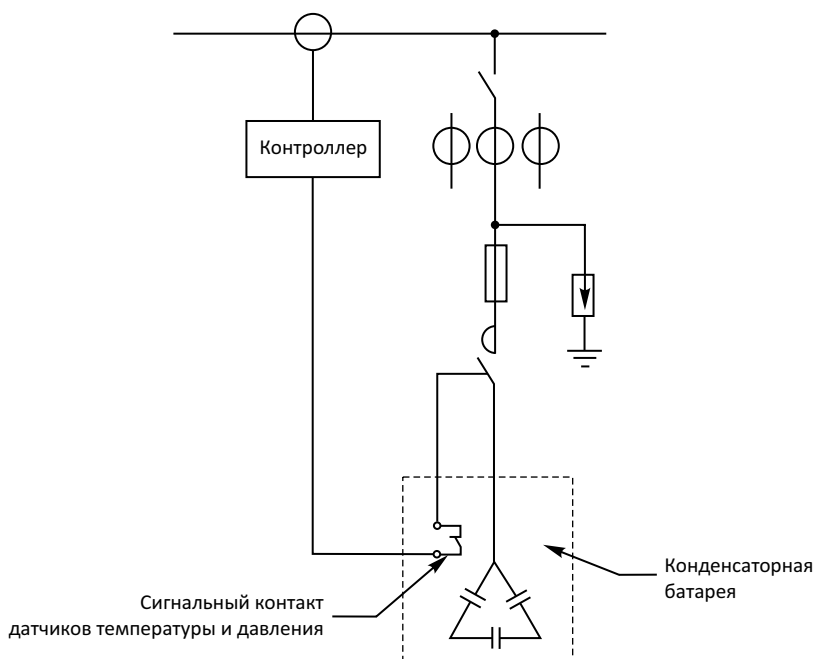 Контроллер
Конденсаторная
батарея
Сигнальный контакт
датчиков температуры и давления